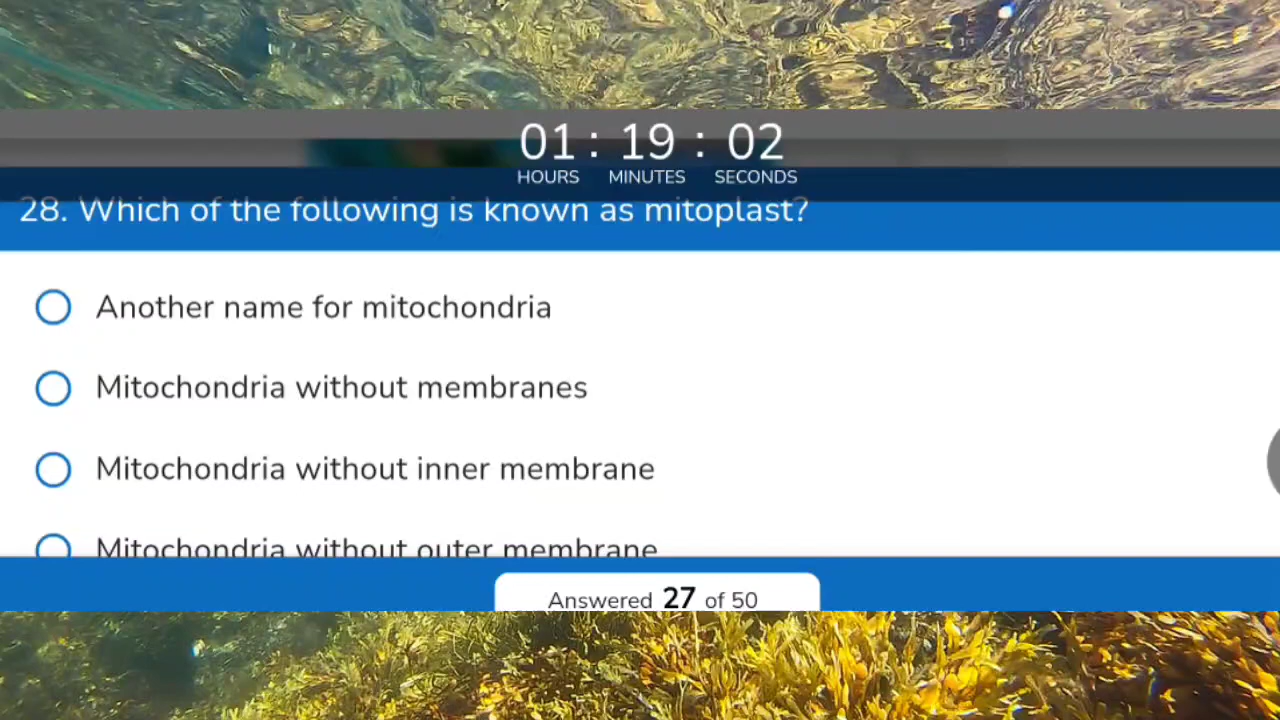 01 : 19 : 02
HOURS MINUTES SECONDS
28. Which of the following is known as mitoplast?
Another name for mitochondria
Mitochondria without membranes
Mitochondria without inner membrane
Mitochondria without outer membrane
Answered 27 of 50